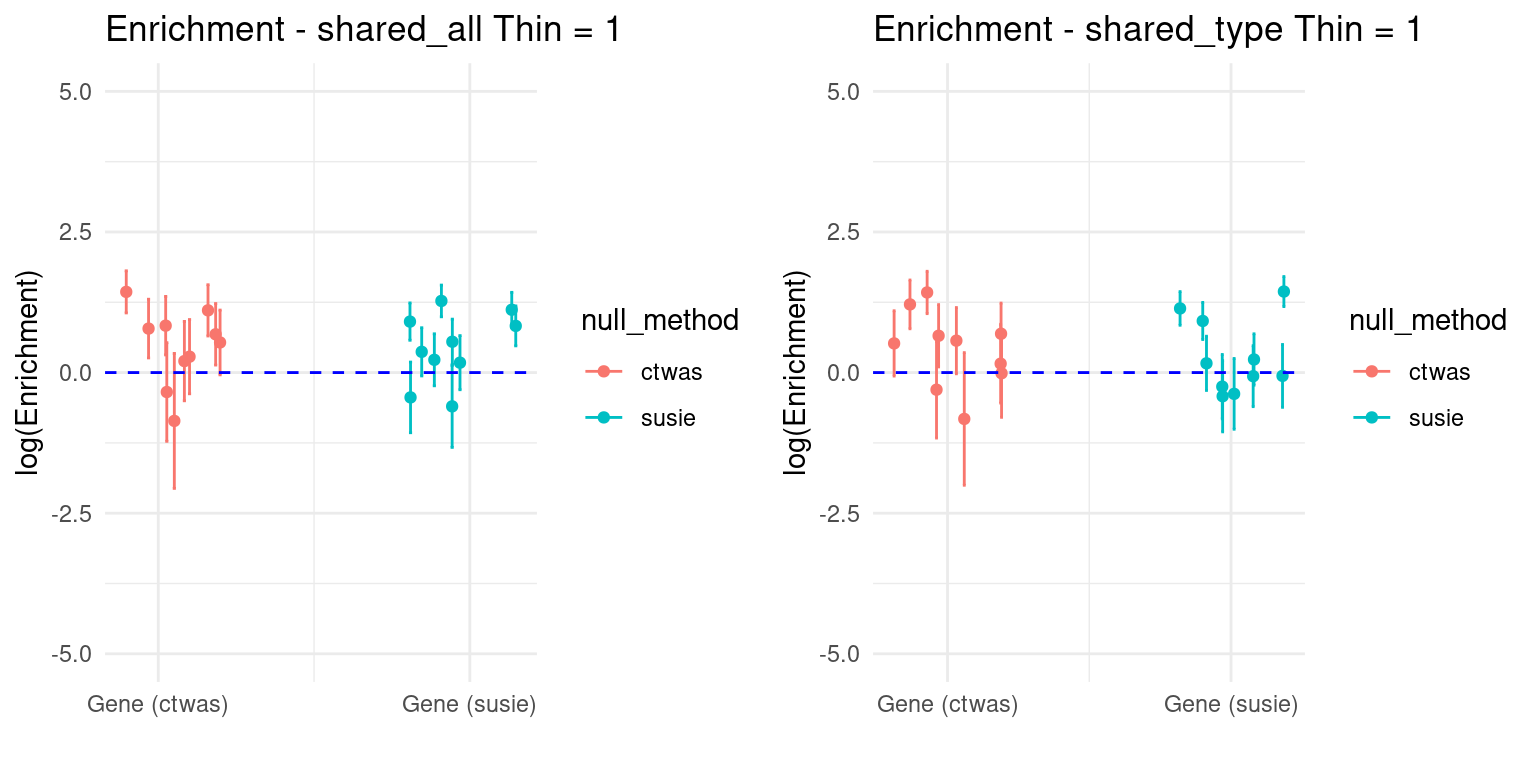 Enrichment - shared_all Thin = 1
log(Enrichment)
5.0
2.5
0.0
-2.5
-5.0
Gene (ctwas)
Gene (susie)
null_method
ctwas
susie
Enrichment - shared_type Thin = 1
log(Enrichment)
5.0
2.5
0.0
-2.5
-5.0
Gene (ctwas)
Gene (susie)
null_method
ctwas
susie